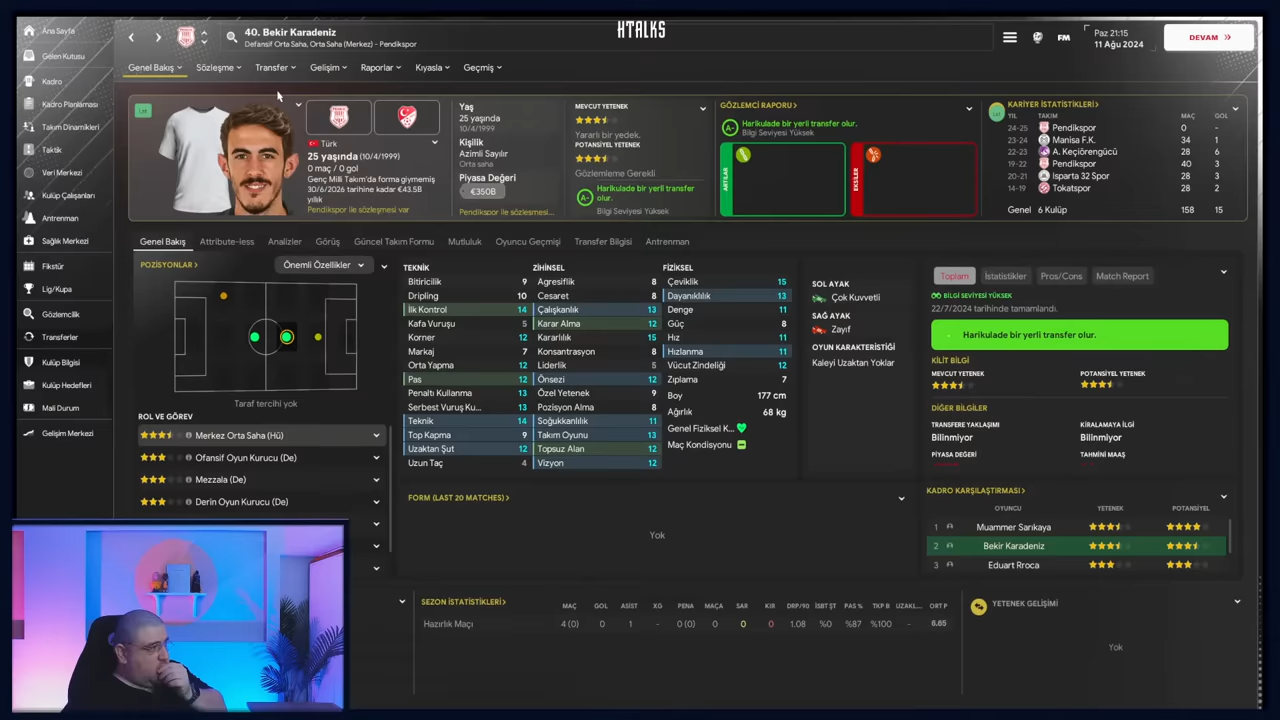 HTALKS
Ana Sayfa
Gelen Kutusu
Kadro
Kadro Planlaması
Takım Dinamikleri
Taktik
Veri Merkezi
Kulüp Çalışanları
Antrenman
Sağlık Merkezi
Fikstür
Lig/Kupa
Gözlemcilik
Transferler
Kulüp Bilgisi
Kulüp Hedefleri
Mali Durum
Gelişim Merkezi
40. Bekir Karadeniz
Defansif Orta Saha, Orta Saha (Merkez) - Pendikspor
FM
Paz 21:15
11 Ağu 2024
DEVAM
Genel Bakış
Sözleşme
Transfer
Gelişim
Raporlar
Kıyasla
Geçmiş
Türk
25 yaşında (10/4/1999)
0 maç / 0 gol
Genç Milli Takım'da forma giymemiş
30/6/2026 tarihine kadar €43.5B
yıllık
Pendikspor ile sözleşmesi var
Yaş
25 yaşında
10/4/1999
Kişilik
Azimli Sayılır
Orta saha
Piyasa Değeri
€350B
Pendikspor ile sözleşmesi...
MEVCUT YETENEK
Yararlı bir yedek.
POTANSİYEL YETENEK
Gözlemleme Gerekli
A-
Harikulade bir yerli transfer
olur.
Bilgi Seviyesi Yüksek
GÖZLEMCİ RAPORU
A-
Harikulade bir yerli transfer olur.
Bilgi Seviyesi Yüksek
ARTILAR
EKSİLER
KARİYER İSTATİSTİKLERİ
YIL TAKIM MAÇ GOL
24-25 Pendikspor 0 -
23-24 Manisa F.K. 34 1
22-23 A. Keçiörengücü 28 6
19-22 Pendikspor 40 3
20-21 Isparta 32 Spor 28 3
14-19 Tokatspor 28 2
Genel 6 Kulüp 158 15
Genel Bakış
Attribute-less
Analizler
Görüş
Güncel Takım Formu
Mutluluk
Oyuncu Geçmişi
Transfer Bilgisi
Antrenman
POZİSYONLAR
Önemli Özellikler
Taraf tercihi yok
ROL VE GÖREV
Merkez Orta Saha (Hü)
Ofansif Oyun Kurucu (De)
Mezzala (De)
Derin Oyun Kurucu (De)
TEKNİK
Bitiricilik 9
Dripling 10
İlk Kontrol 14
Kafa Vuruşu 5
Korner 12
Markaj 7
Orta Yapma 12
Pas 12
Penaltı Kullanma 13
Serbest Vuruş Ku... 13
Teknik 14
Top Kapma 9
Uzaktan Şut 12
Uzun Taç 4
ZİHİNSEL
Agresiflik 8
Cesaret 8
Çalışkanlık 13
Karar Alma 12
Kararlılık 15
Konsantrasyon 8
Liderlik 5
Önsezi 12
Özel Yetenek 9
Pozisyon Alma 8
Soğukkanlılık 11
Takım Oyunu 13
Topsuz Alan 12
Vizyon 12
FİZİKSEL
Çeviklik 15
Dayanıklılık 13
Denge 11
Güç 8
Hız 11
Hızlanma 11
Vücut Zindeliği 12
Zıplama 7
Boy 177 cm
Ağırlık 68 kg
Genel Fiziksel K...
Maç Kondisyonu
SOL AYAK
Çok Kuvvetli
SAĞ AYAK
Zayıf
OYUN KARAKTERİSTİĞİ
Kaleyi Uzaktan Yoklar
Toplam
İstatistikler
Pros/Cons
Match Report
BİLGİ SEVİYESİ YÜKSEK
22/7/2024 tarihinde tamamlandı.
Harikulade bir yerli transfer olur.
KİLİT BİLGİ
MEVCUT YETENEK
POTANSİYEL YETENEK
DİĞER BİLGİLER
TRANSFERE YAKLAŞIMI
Bilinmiyor
KİRALAMAYA İLGİ
Bilinmiyor
PİYASA DEĞERİ
TAHMİNİ MAAŞ
KADRO KARŞILAŞTIRMASI
OYUNCU YETENEK POTANSİYEL
1 Muammer Sarıkaya
2 Bekir Karadeniz
3 Eduart Rroca
FORM (LAST 20 MATCHES)
Yok
SEZON İSTATİSTİKLERİ
MAÇ GOL ASİST XG PENA MAÇA SAR KIR DRP/90 İSBT ŞT PAS % TKP B UZAKL... ORT P
Hazırlık Maçı 4 (0) 0 1 - 0 (0) 0 0 0 1.08 %0 %87 %100 - 6.65
YETENEK GELİŞİMİ
Yok